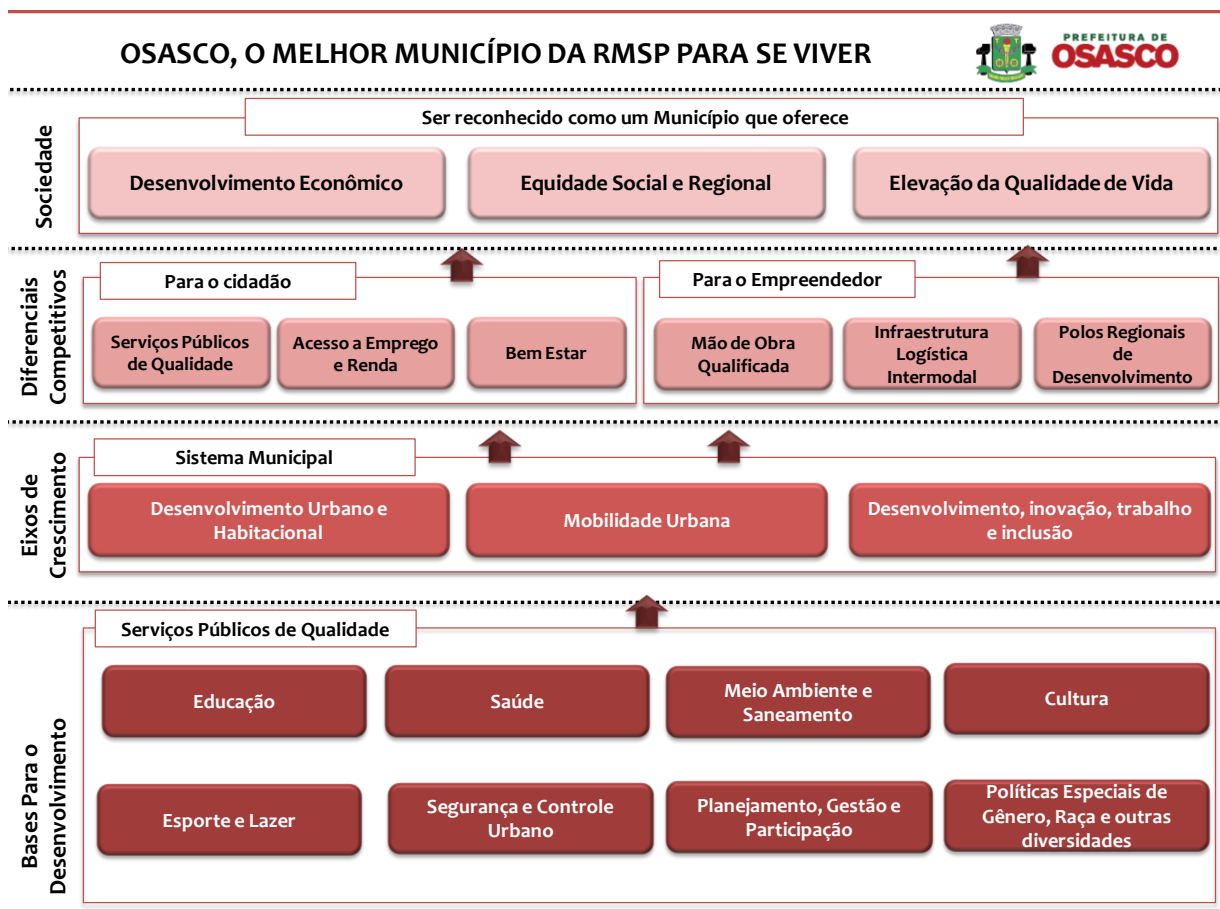 OSASCO, O MELHOR MUNICÍPIO DA RMSP PARA SE VIVER
PREFEITURA DE
OSASCO
Sociedade
Ser reconhecido como um Município que oferece
Desenvolvimento Econômico
Equidade Social e Regional
Elevação da Qualidade de Vida
Diferenciais
Competitivos
Para o cidadão
Serviços Públicos
de Qualidade
Acesso a Emprego
e Renda
Bem Estar
Para o Empreendedor
Mão de Obra
Qualificada
Infraestrutura
Logística
Intermodal
Polos Regionais
de
Desenvolvimento
Eixos de
Crescimento
Sistema Municipal
Desenvolvimento Urbano e
Habitacional
Mobilidade Urbana
Desenvolvimento, inovação, trabalho
e inclusão
Bases Para o
Desenvolvimento
Serviços Públicos de Qualidade
Educação
Saúde
Meio Ambiente e
Saneamento
Cultura
Esporte e Lazer
Segurança e Controle
Urbano
Planejamento, Gestão e
Participação
Políticas Especiais de
Gênero, Raça e outras
diversidades